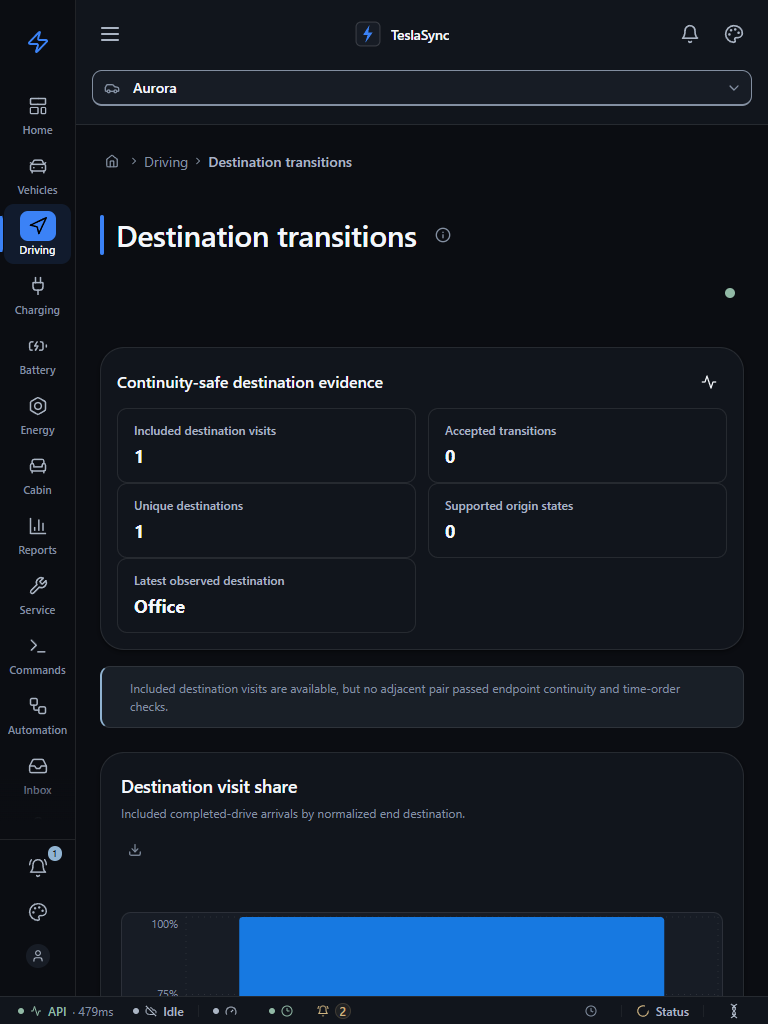 TeslaSync
Aurora
Home
Vehicles
Driving
Charging
Battery
Energy
Cabin
Reports
Service
Commands
Automation
Inbox
1
Driving
Destination transitions
Destination transitions
Continuity-safe destination evidence
Included destination visits
1
Accepted transitions
0
Unique destinations
1
Supported origin states
0
Latest observed destination
Office
Included destination visits are available, but no adjacent pair passed endpoint continuity and time-order
checks.
Destination visit share
Included completed-drive arrivals by normalized end destination.
100%
75%
API · 479ms
Idle
2
Status